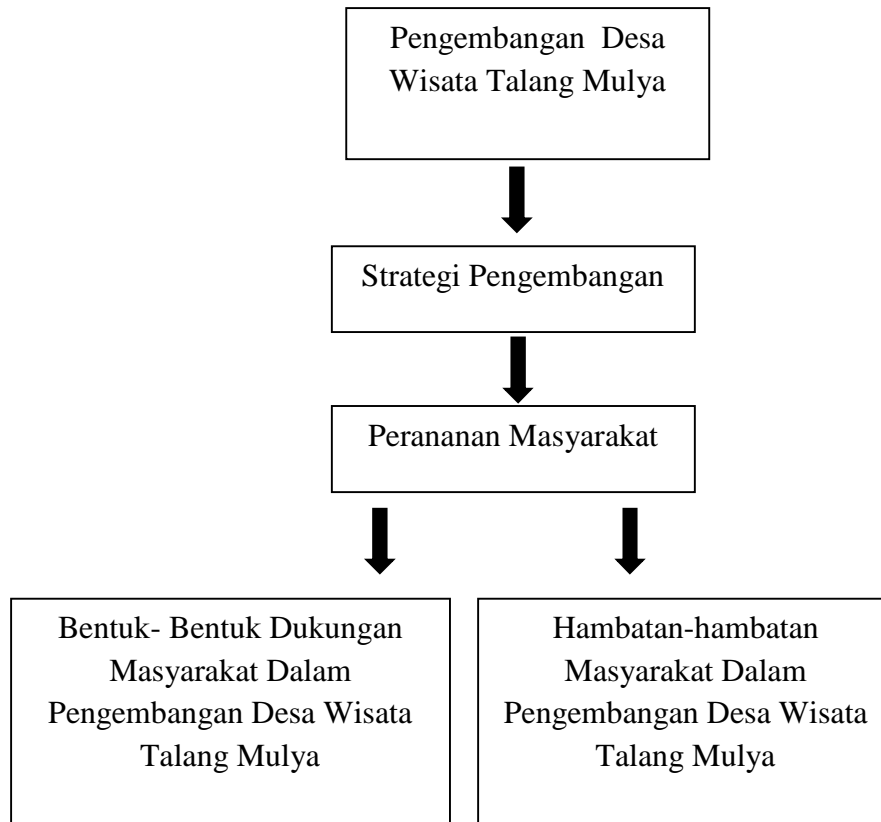 Pengembangan Desa
Wisata Talang Mulya
Strategi Pengembangan
Perananan Masyarakat
Bentuk- Bentuk Dukungan
Masyarakat Dalam
Pengembangan Desa Wisata
Talang Mulya
Hambatan-hambatan
Masyarakat Dalam
Pengembangan Desa Wisata
Talang Mulya